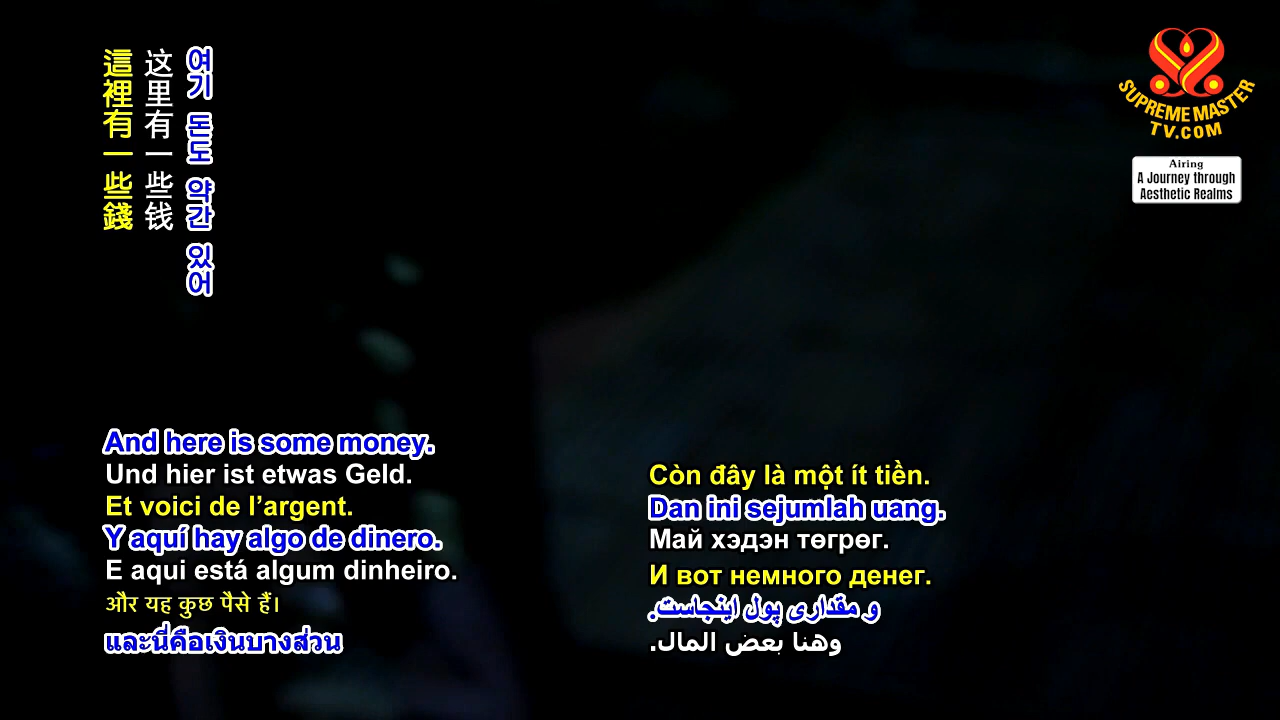 這裡有一些錢
这里有一些钱
여기 돈도 약간 있어
SUPREME MASTER
TV.COM
Airing
A Journey through
Aesthetic Realms
And here is some money.
Und hier ist etwas Geld.
Et voici de l’argent.
Y aquí hay algo de dinero.
E aqui está algum dinheiro.
और यह कुछ पैसे हैं।
และนี่คือเงินบางส่วน
Còn đây là một ít tiền.
Dan ini sejumlah uang.
Май хэдэн төгрөг.
И вот немного денег.
و مقداری پول اینجاست.
وهنا بعض المال.